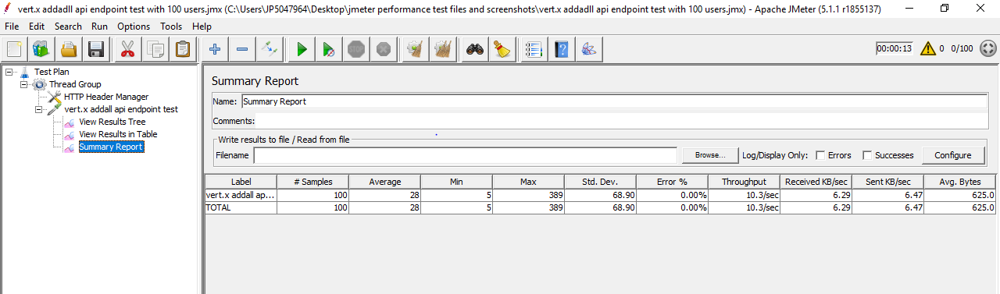 vert.x addadll api endpoint test with 100 users.jmx (C:\Users\JP5047964\Desktop\jmeter performance test files and screenshots\vert.x addadll api endpoint test with 100 users.jmx) - Apache JMeter (5.1.1 r1855137)
File Edit Search Run Options Tools Help
00:00:13 0 0/100
Test Plan
Thread Group
HTTP Header Manager
vert.x addall api endpoint test
View Results Tree
View Results in Table
Summary Report
Summary Report
Name: Summary Report
Comments:
Write results to file / Read from file
Filename Browse... Log/Display Only: Errors Successes Configure
Label # Samples Average Min Max Std. Dev. Error % Throughput Received KB/sec Sent KB/sec Avg. Bytes
vert.x addall ap... 100 28 5 389 68.90 0.00% 10.3/sec 6.29 6.47 625.0
TOTAL 100 28 5 389 68.90 0.00% 10.3/sec 6.29 6.47 625.0